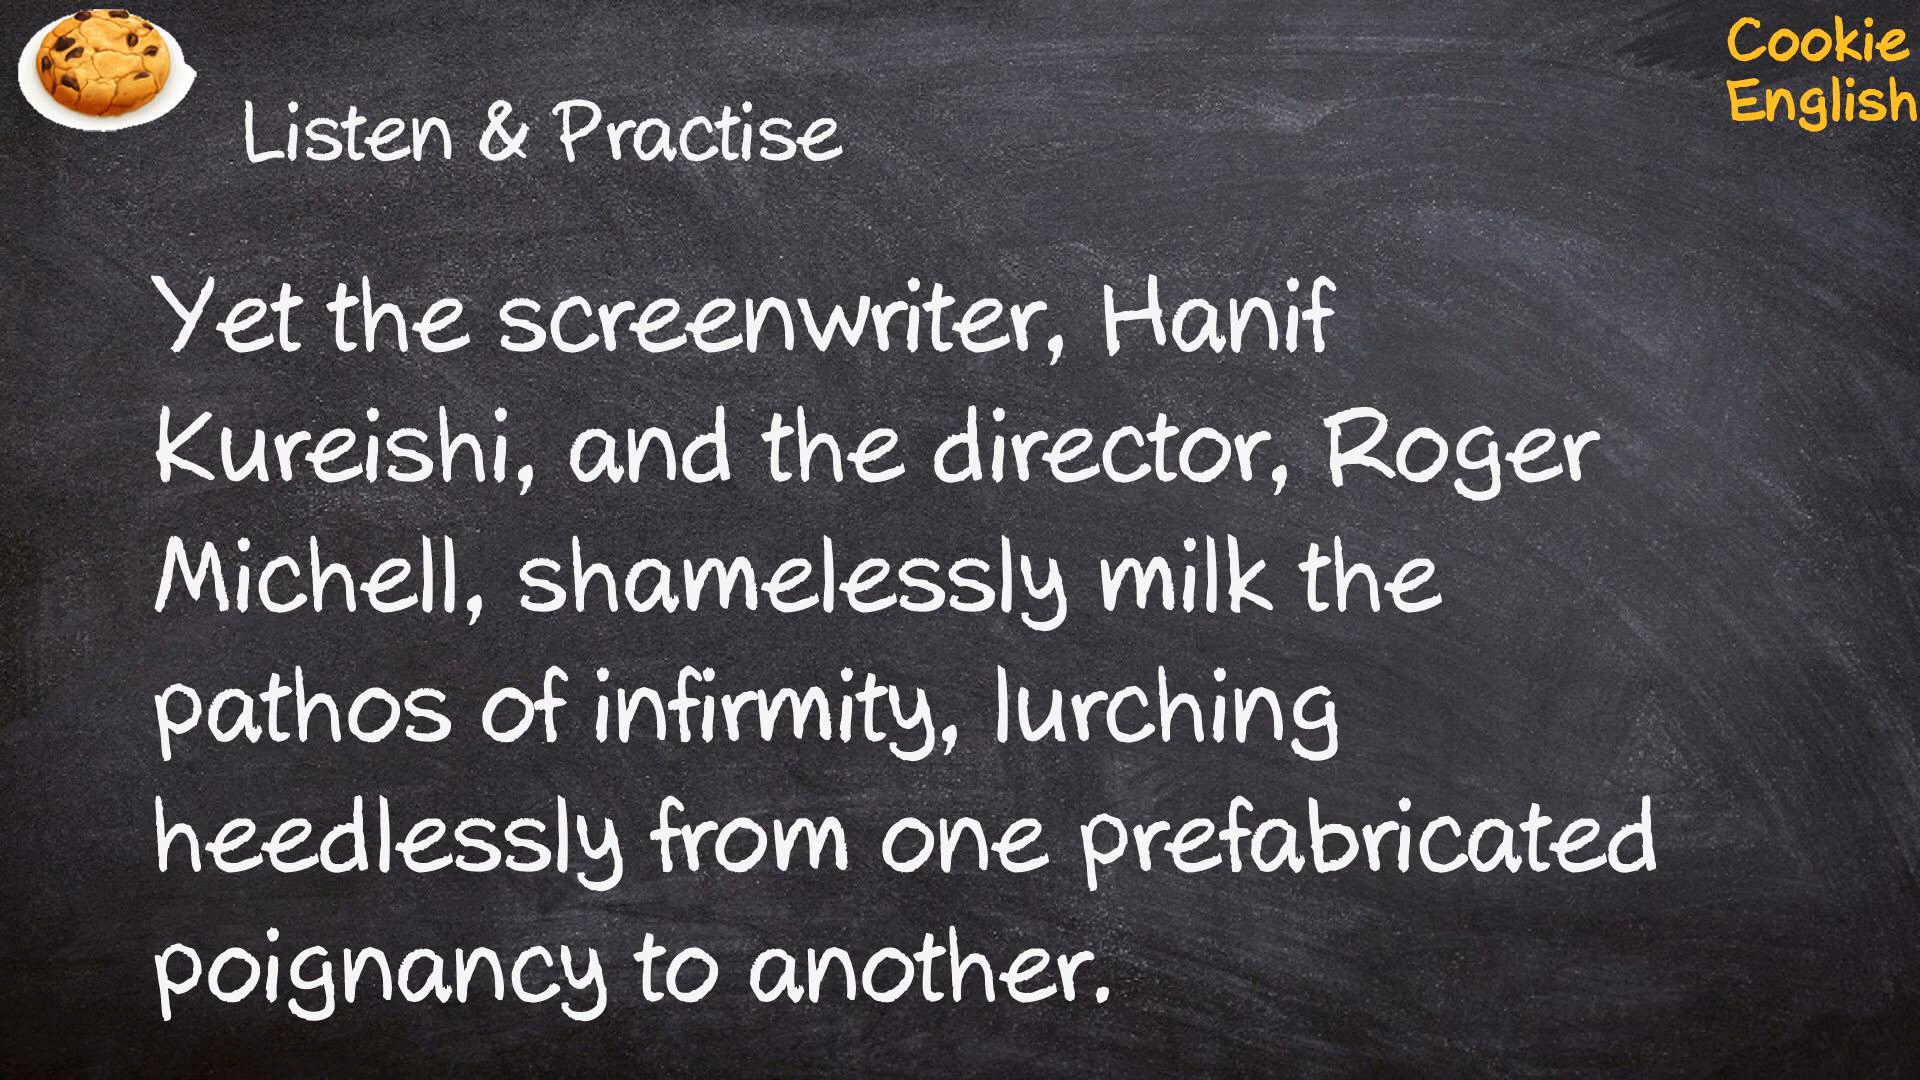 Cookie
English
Listen & Practise
Yet the screenwriter, Hanif
Kureishi, and the director, Roger
Michell, shamelessly milk the
pathos of infirmity, lurching
heedlessly from one prefabricated
poignancy to another.